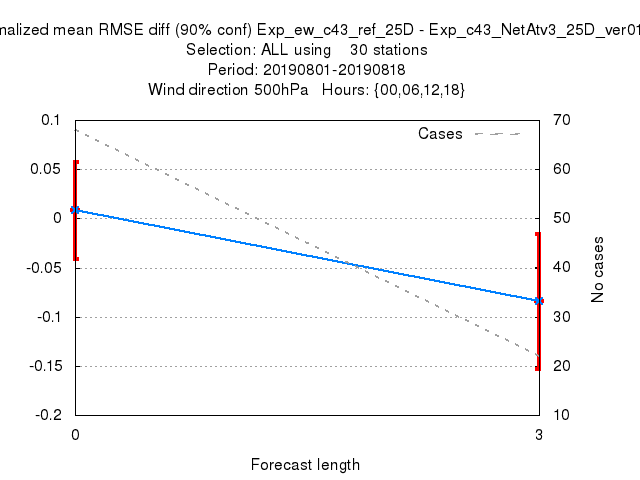 malized mean RMSE diff (90% conf) Exp_ew_c43_ref_25D - Exp_c43_NetAtv3_25D_ver01
Selection: ALL using 30 stations
Period: 20190801-20190818
Wind direction 500hPa Hours: {00,06,12,18}
0.1
0.05
0
-0.05
-0.1
-0.15
-0.2
Cases
70
60
50
40
30
20
10
No cases
0
3
Forecast length